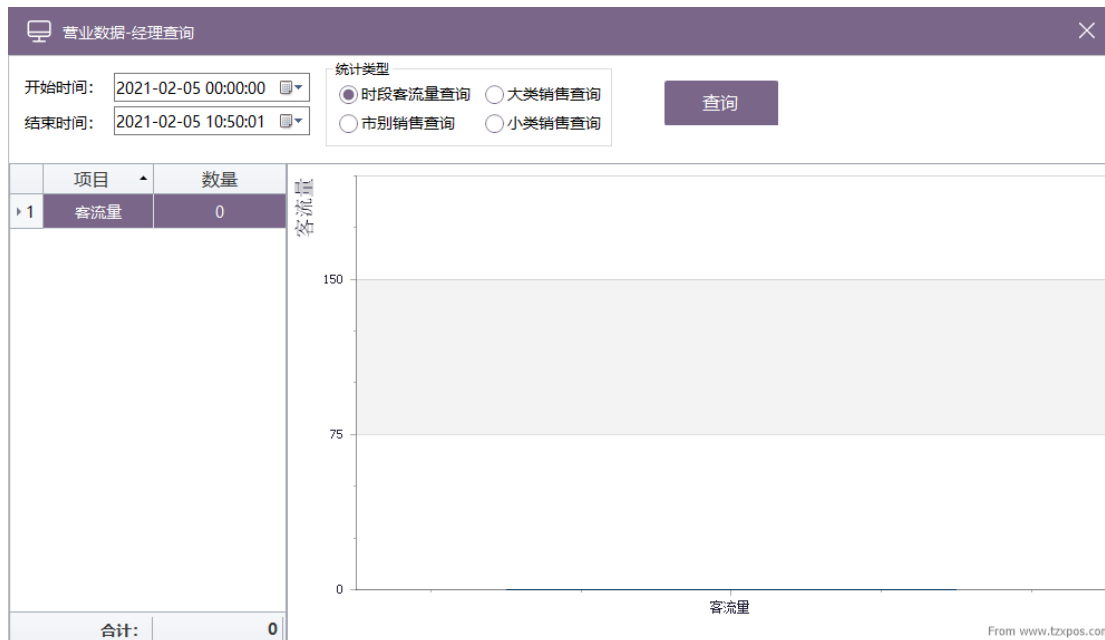 营业数据-经理查询
统计类型
开始时间： 2021-02-05 00:00:00 时段客流量查询 大类销售查询 查询
结束时间： 2021-02-05 10:50:01 市别销售查询 小类销售查询
项目 数量
1 客流量 0
客流量
150
75
0
客流量
合计： 0
From www.tzxpos.com